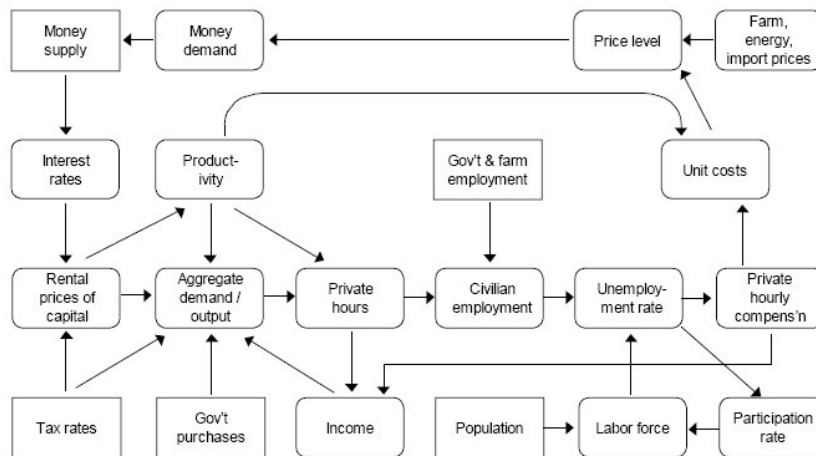 Money
supply
Money
demand
Price level
Farm,
energy,
import prices
Interest
rates
Product-
ivity
Gov't & farm
employment
Unit costs
Rental
prices of
capital
Aggregate
demand /
output
Private
hours
Civilian
employment
Unemploy-
ment rate
Private
hourly
compens'n
Tax rates
Gov't
purchases
Income
Population
Labor force
Participation
rate